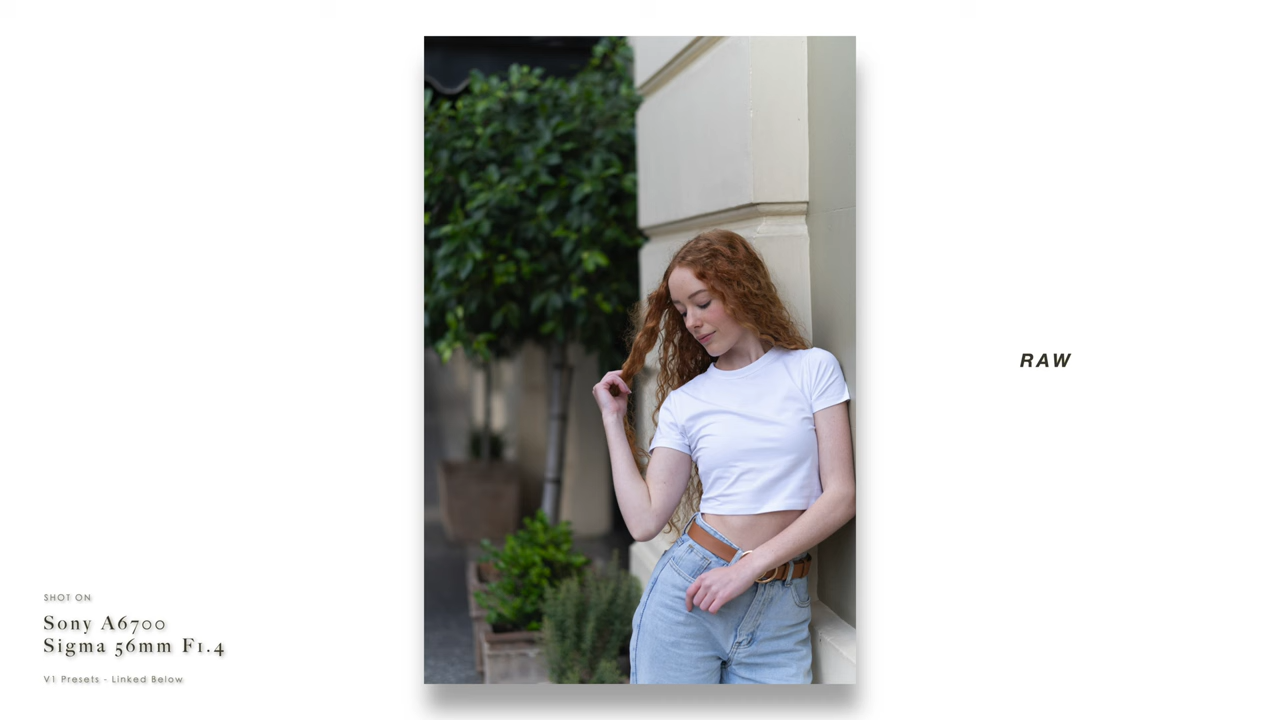 RAW
SHOT ON
Sony A6700
Sigma 56mm F1.4
V1 Presets - Linked Below